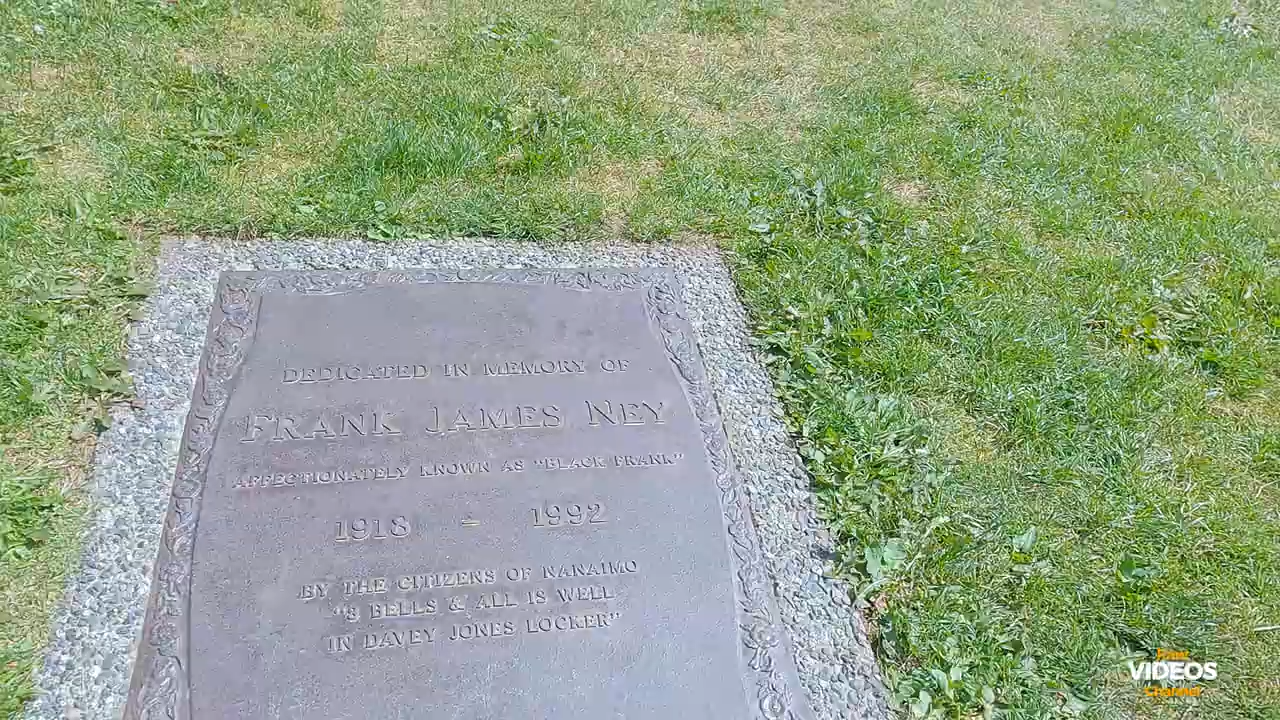 DEDICATED IN MEMORY OF
FRANK JAMES NEY
AFFECTIONATELY KNOWN AS "BLACK FRANK"
1918 - 1992
BY THE CITIZENS OF NANAIMO
"8 BELLS & ALL IS WELL
IN DAVEY JONES LOCKER"
VIDEOS
Channel